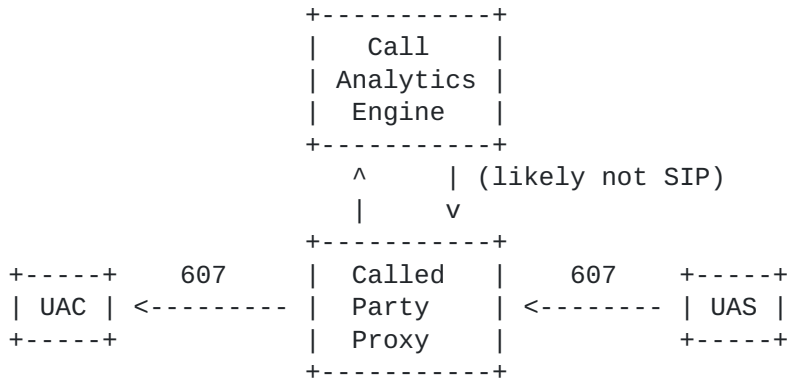 +-----------+
|   Call    |
| Analytics |
|  Engine   |
+-----------+
^     | (likely not SIP)
|     v
+-----------+
+-----+    607     |  Called   |    607    +-----+
| UAC | <--------- |  Party    | <-------- | UAS |
+-----+            |  Proxy    |           +-----+
+-----------+